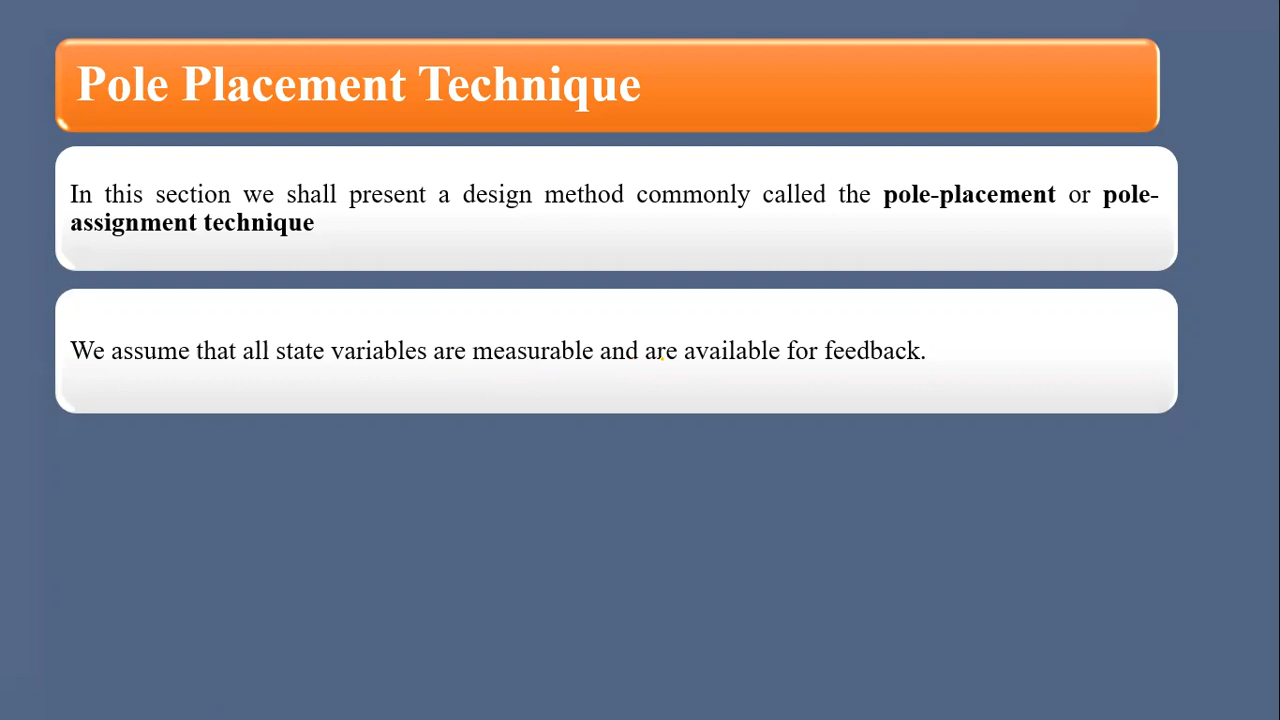 Pole Placement Technique
In this section we shall present a design method commonly called the pole-placement or pole-
assignment technique
We assume that all state variables are measurable and are available for feedback.